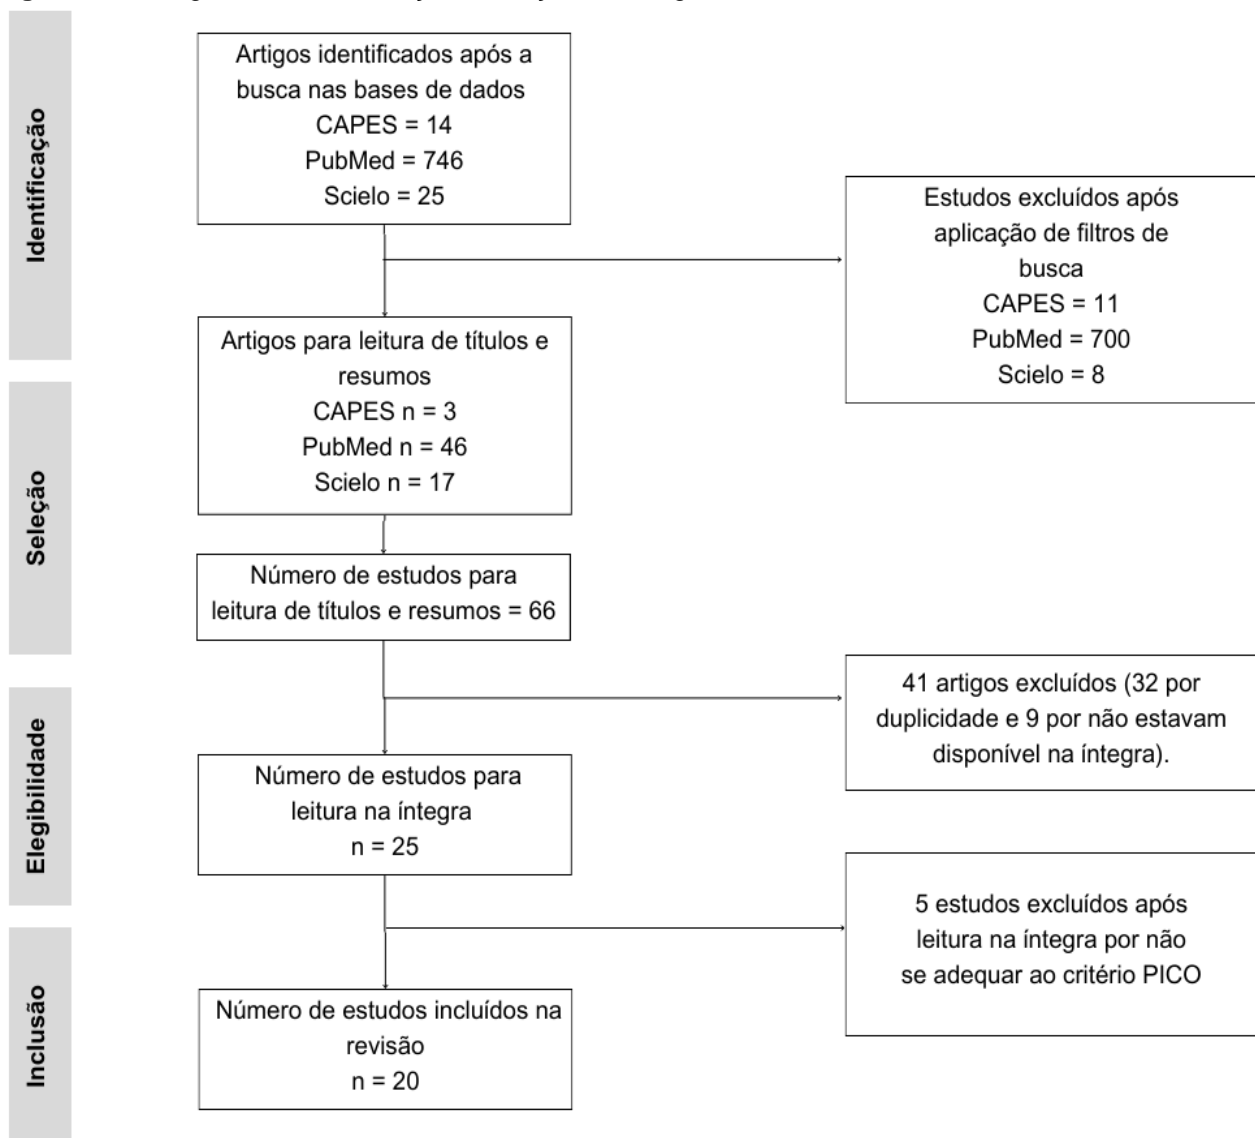 Identificação
Artigos identificados após a
busca nas bases de dados
CAPES = 14
PubMed = 746
Scielo = 25
Estudos excluídos após
aplicação de filtros de
busca
CAPES = 11
PubMed = 700
Scielo = 8
Artigos para leitura de títulos e
resumos
CAPES n = 3
PubMed n = 46
Scielo n = 17
Seleção
Número de estudos para
leitura de títulos e resumos = 66
41 artigos excluídos (32 por
duplicidade e 9 por não estavam
disponível na íntegra).
Elegibilidade
Número de estudos para
leitura na íntegra
n = 25
5 estudos excluídos após
leitura na íntegra por não
se adequar ao critério PICO
Inclusão
Número de estudos incluídos na
revisão
n = 20